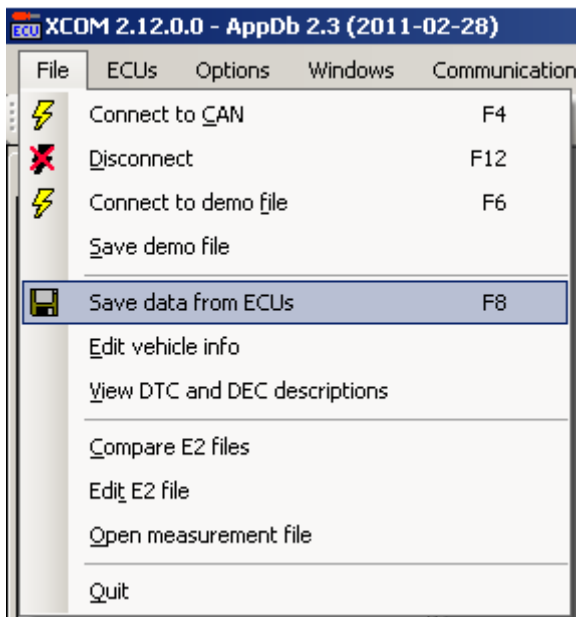 ECU XCOM 2.12.0.0 - AppDb 2.3 (2011-02-28)
File ECUs Options Windows Communication
Connect to CAN F4
Disconnect F12
Connect to demo file F6
Save demo file
Save data from ECUs F8
Edit vehicle info
View DTC and DEC descriptions
Compare E2 files
Edit E2 file
Open measurement file
Quit